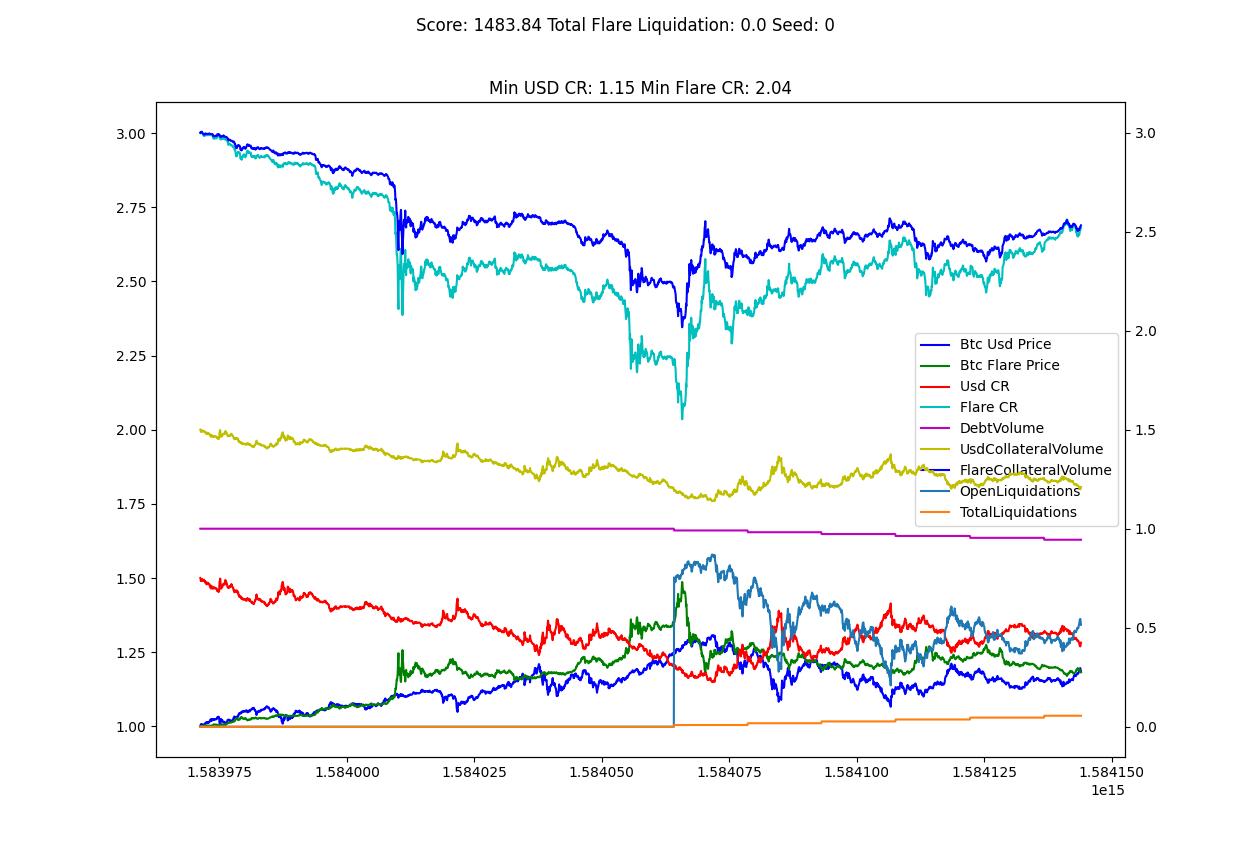 Score: 1483.84 Total Flare Liquidation: 0.0 Seed: 0
Min USD CR: 1.15 Min Flare CR: 2.04
3.00
2.75
2.50
2.25
2.00
1.75
1.50
1.25
1.00
3.0
2.5
2.0
1.5
1.0
0.5
0.0
Btc Usd Price
Btc Flare Price
Usd CR
Flare CR
DebtVolume
UsdCollateralVolume
FlareCollateralVolume
OpenLiquidations
TotalLiquidations
1.583975 1.584000 1.584025 1.584050 1.584075 1.584100 1.584125 1.584150
1e15